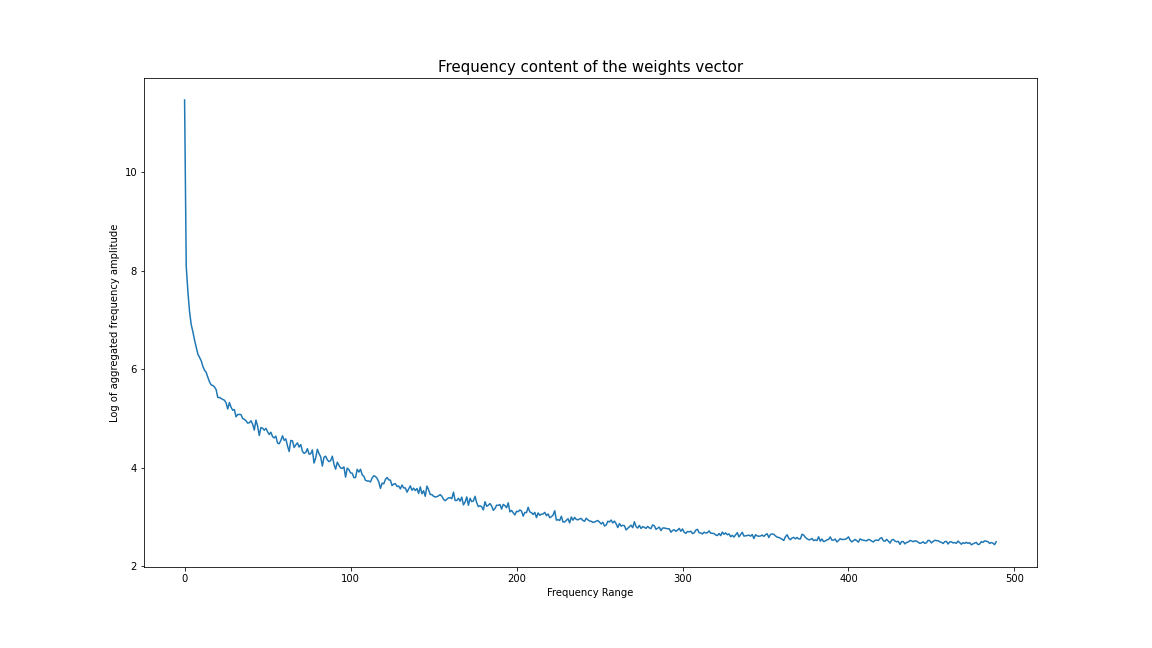 Frequency content of the weights vector
Log of aggregated frequency amplitude
10
8
6
4
2
0 100 200 300 400 500
Frequency Range